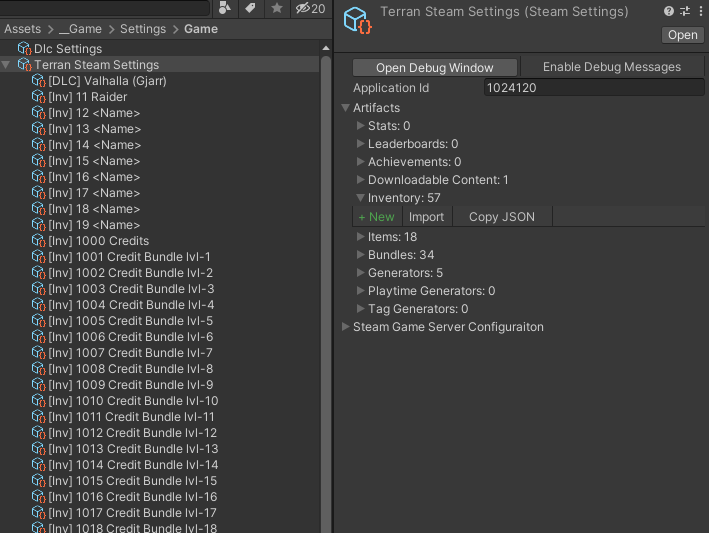 20
Assets > __Game > Settings > Game
Dlc Settings
Terran Steam Settings
[DLC] Valhalla (Gjarr)
[Inv] 11 Raider
[Inv] 12 <Name>
[Inv] 13 <Name>
[Inv] 14 <Name>
[Inv] 15 <Name>
[Inv] 16 <Name>
[Inv] 17 <Name>
[Inv] 18 <Name>
[Inv] 19 <Name>
[Inv] 1000 Credits
[Inv] 1001 Credit Bundle lvl-1
[Inv] 1002 Credit Bundle lvl-2
[Inv] 1003 Credit Bundle lvl-3
[Inv] 1004 Credit Bundle lvl-4
[Inv] 1005 Credit Bundle lvl-5
[Inv] 1006 Credit Bundle lvl-6
[Inv] 1007 Credit Bundle lvl-7
[Inv] 1008 Credit Bundle lvl-8
[Inv] 1009 Credit Bundle lvl-9
[Inv] 1010 Credit Bundle lvl-10
[Inv] 1011 Credit Bundle lvl-11
[Inv] 1012 Credit Bundle lvl-12
[Inv] 1013 Credit Bundle lvl-13
[Inv] 1014 Credit Bundle lvl-14
[Inv] 1015 Credit Bundle lvl-15
[Inv] 1016 Credit Bundle lvl-16
[Inv] 1017 Credit Bundle lvl-17
[Inv] 1018 Credit Bundle lvl-18
Terran Steam Settings (Steam Settings)
Open
Open Debug Window Enable Debug Messages
Application Id 1024120
Artifacts
Stats: 0
Leaderboards: 0
Achievements: 0
Downloadable Content: 1
Inventory: 57
+ New Import Copy JSON
Items: 18
Bundles: 34
Generators: 5
Playtime Generators: 0
Tag Generators: 0
Steam Game Server Configuraiton